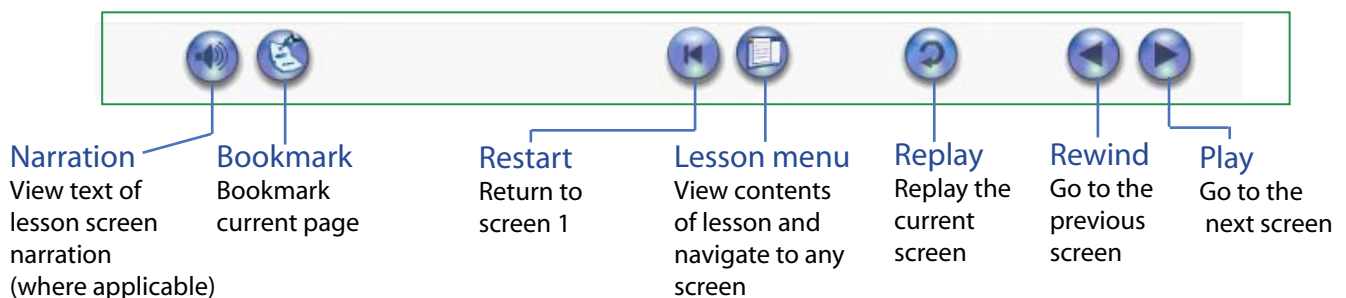 Narration
View text of
lesson screen
narration
(where applicable)
Bookmark
Bookmark
current page
Restart
Return to
screen 1
Lesson menu
View contents
of lesson and
navigate to any
screen
Replay
Replay the
current
screen
Rewind
Go to the
previous
screen
Play
Go to the
next screen